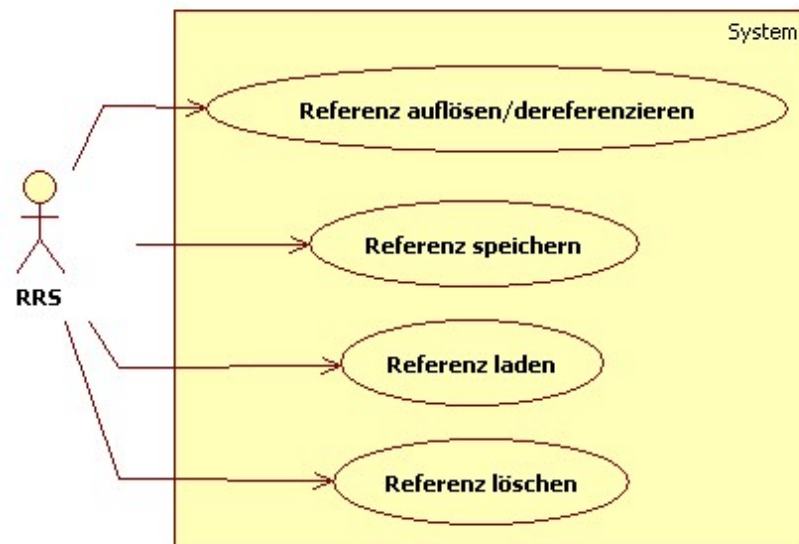 System
Referenz auflösen/dereferenzieren
Referenz speichern
RRS
Referenz laden
Referenz löschen